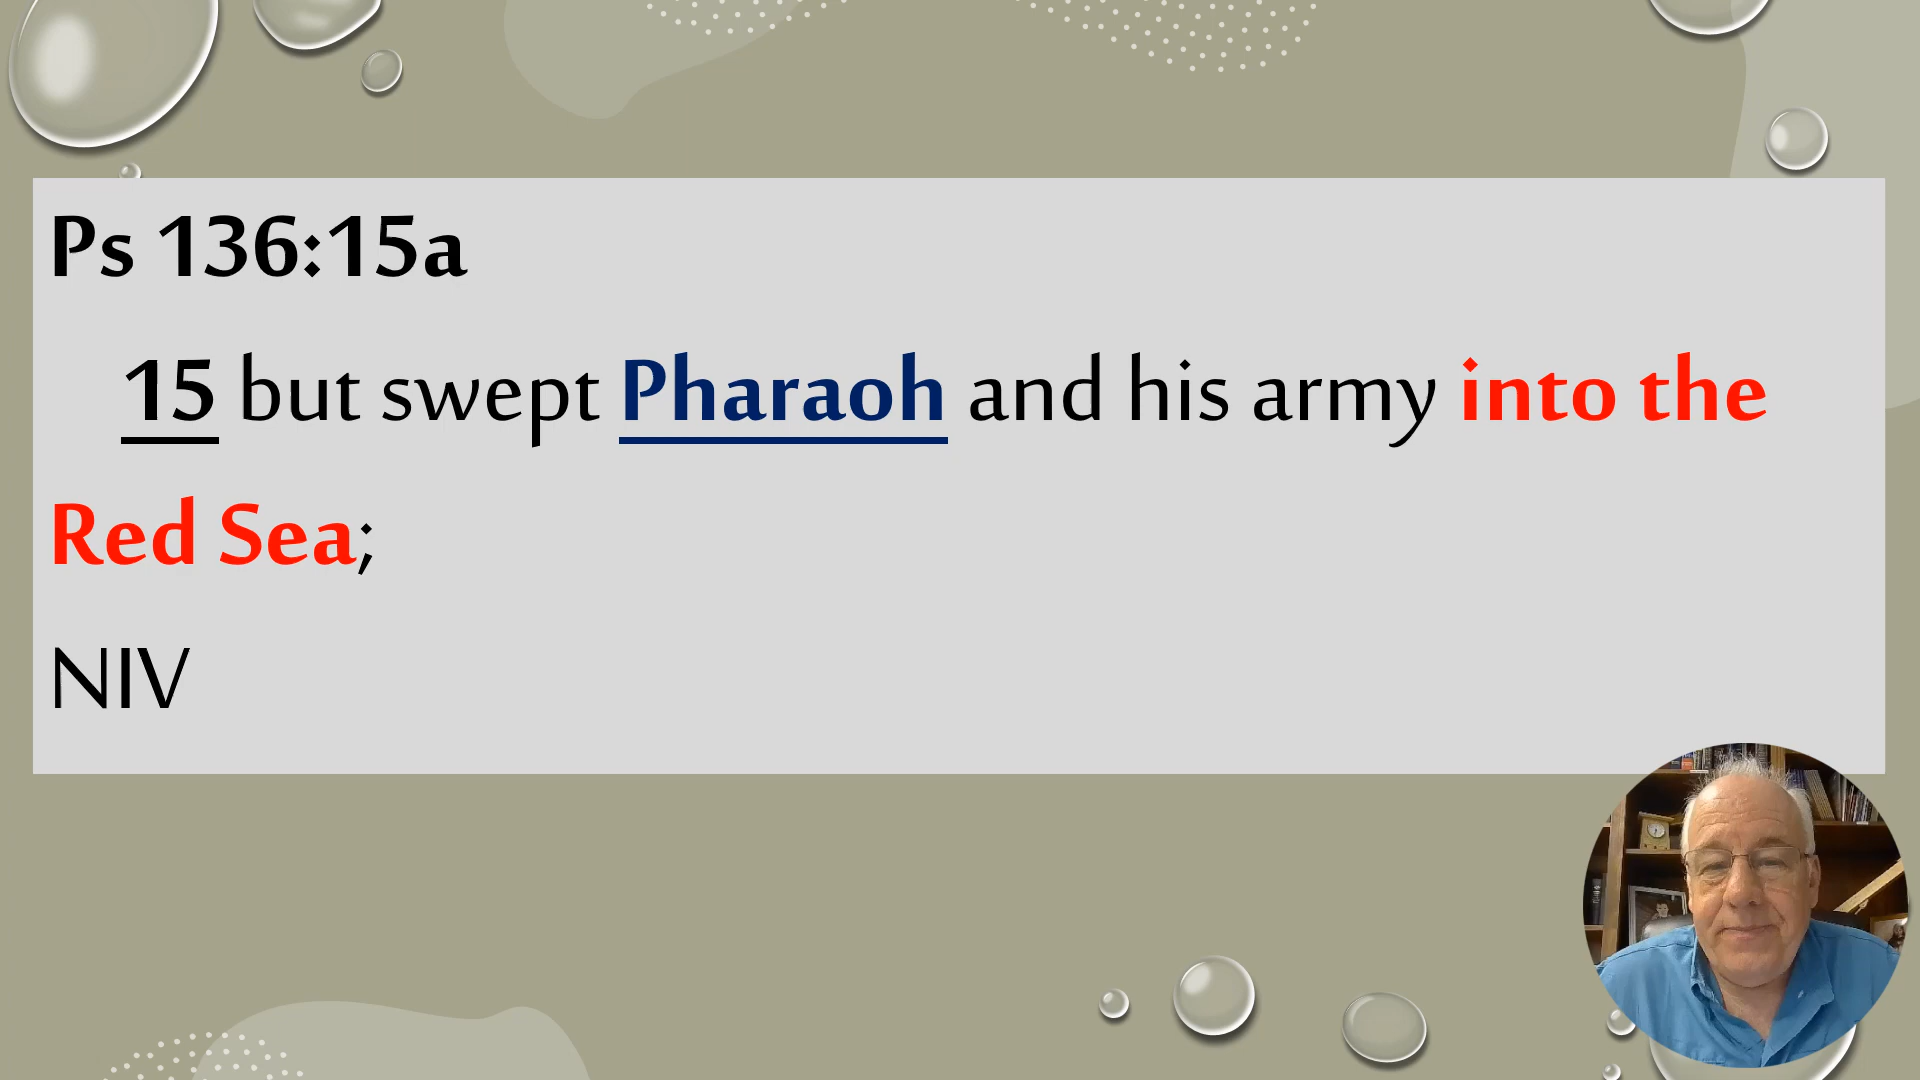 Ps 136:15a
15 but swept Pharaoh and his army into the
Red Sea;
NIV